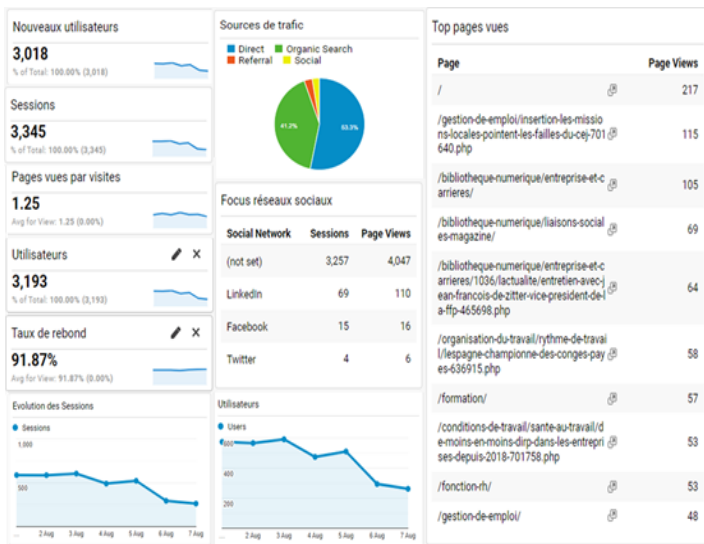 Nouveaux utilisateurs
3,018
% of Total: 100.00% (3,018)
Sessions
3,345
% of Total: 100.00% (3,345)
Pages vues par visites
1.25
Avg for View: 1.25 (0.00%)
Utilisateurs
3,193
% of Total: 100.00% (3,193)
Taux de rebond
91.87%
Avg for View: 91.87% (0.00%)
Evolution des Sessions
Sessions
1,000
500
... 2 Aug 3 Aug 4 Aug 5 Aug 6 Aug 7 Aug
Sources de trafic
Direct Organic Search
Referral Social
41.2%
53.3%
Focus réseaux sociaux
Social Network Sessions Page Views
(not set) 3,257 4,047
LinkedIn 69 110
Facebook 15 16
Twitter 4 6
Utilisateurs
Users
600
400
200
... 2 Aug 3 Aug 4 Aug 5 Aug 6 Aug 7 Aug
Top pages vues
Page Page Views
/ 217
/gestion-de-emploi/insertion-les-missio
ns-locales-pointent-les-failles-du-cej-701 115
640.php
/bibliotheque-numerique/entreprise-et-c 105
arrieres/
/bibliotheque-numerique/liaisons-social 69
es-magazine/
/bibliotheque-numerique/entreprise-et-c
arrieres/1036/lactualite/entretien-avec-j 64
ean-francois-de-zitter-vice-president-de-l
a-ffp-465698.php
/organisation-du-travail/rythme-de-travai
l/lespagne-championne-des-conges-pay 58
es-636915.php
/formation/ 57
/conditions-de-travail/sante-au-travail/d
e-moins-en-moins-dirp-dans-les-entrepri 53
ses-depuis-2018-701758.php
/fonction-rh/ 53
/gestion-de-emploi/ 48